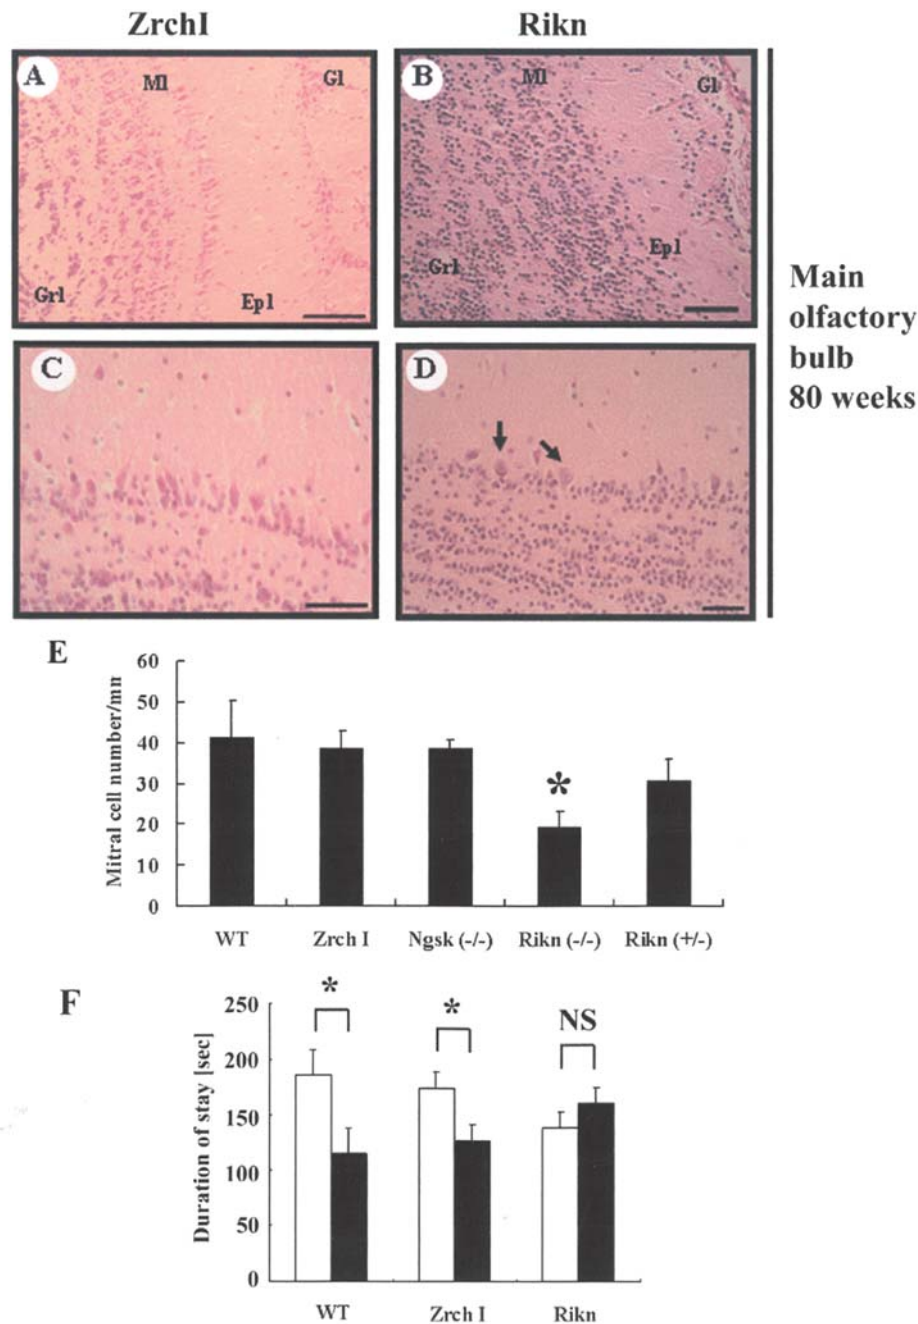 ZrchI
Rikn
A
Ml
Gl
Grl
Epl
B
Ml
Gl
Grl
Epl
C
D
Main
olfactory
bulb
80 weeks
E
Mitral cell number/mn
60
50
40
30
20
10
0
*
WT
Zrch I
Ngsk (-/-)
Rikn (-/-)
Rikn (+/-)
F
Duration of stay [sec]
250
200
150
100
50
0
*
*
NS
WT
Zrch I
Rikn